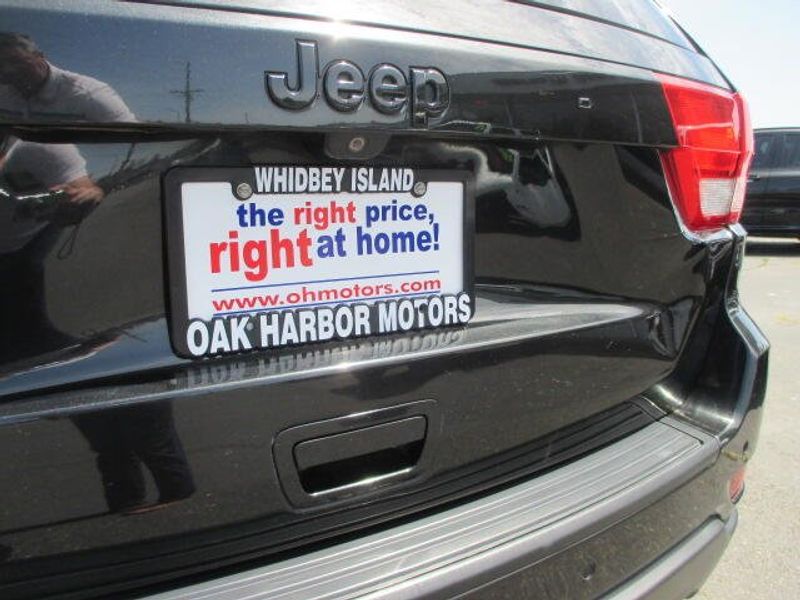 Jeep
WHIDBEY ISLAND
the right price,
right at home!
www.ohmotors.com
OAK HARBOR MOTORS